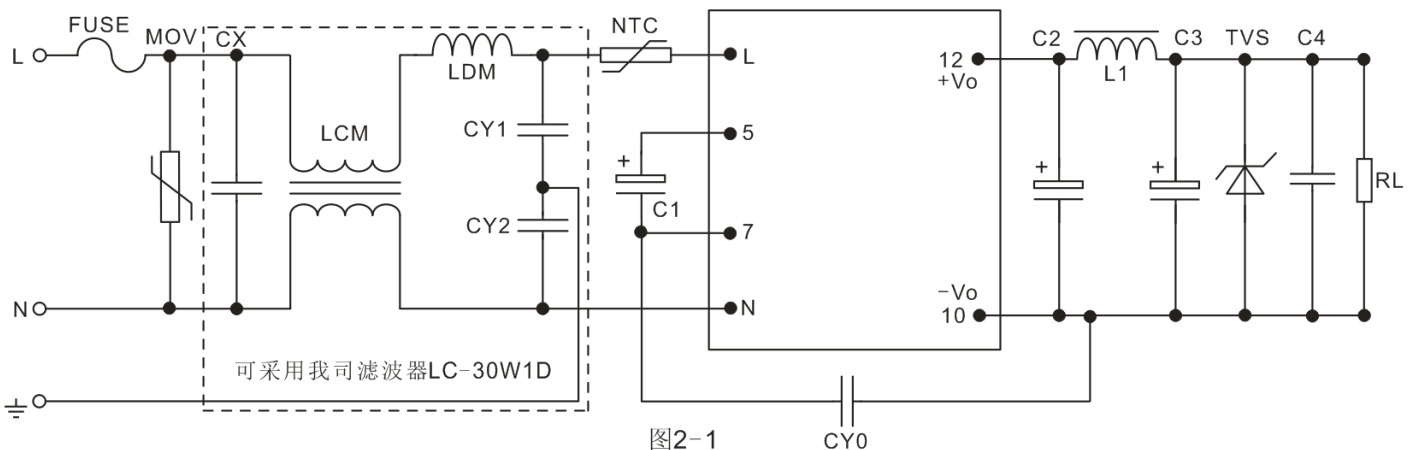 FUSE
MOV
CX
LDM
NTC
C2
L1
C3
TVS
C4
L
L
12
+Vo
LCM
CY1
5
+
C1
+
+
RL
CY2
7
N
N
-Vo
10
可采用我司滤波器LC-30W1D
图2-1
CY0